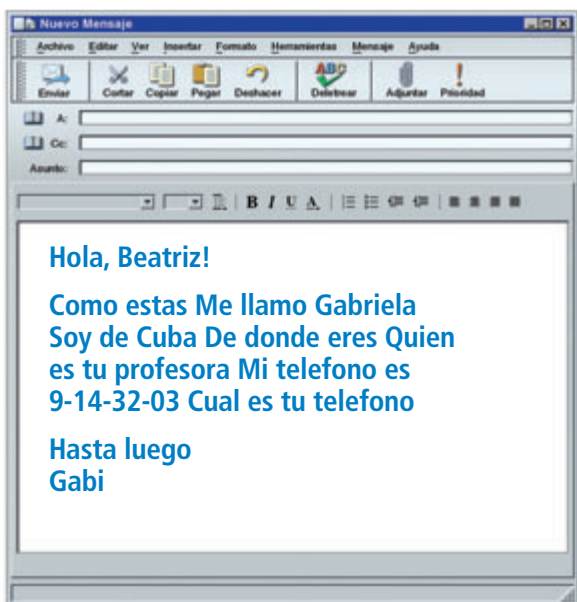 Nuevo Mensaje
Archivo Editar Ver Insertar Formato Herramientas Mensaje Ayuda
ABC
Enviar Cortar Copiar Pegar Deshacer Deletrear Adjuntar Prioridad
A:
Cc:
Asunto:
B I U A
Hola, Beatriz!
Como estas Me llamo Gabriela
Soy de Cuba De donde eres Quien
es tu profesora Mi telefono es
9-14-32-03 Cual es tu telefono
Hasta luego
Gabi